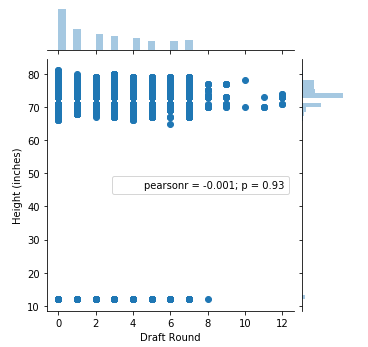 80
70
60
50
40
30
20
10
Height (inches)
pearsonr = -0.001; p = 0.93
0 2 4 6 8 10 12
Draft Round